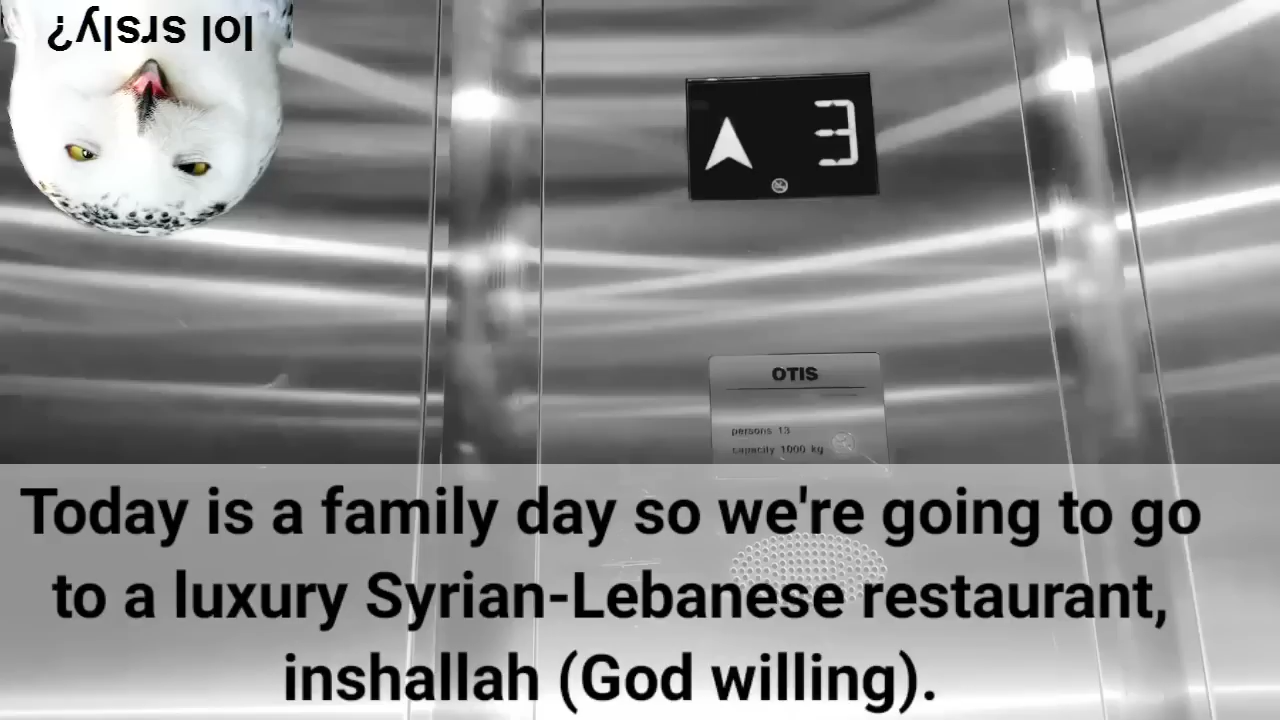 lol srsly?
3
OTIS
persons 13
capacity 1000 kg
Today is a family day so we're going to go
to a luxury Syrian-Lebanese restaurant,
inshallah (God willing).